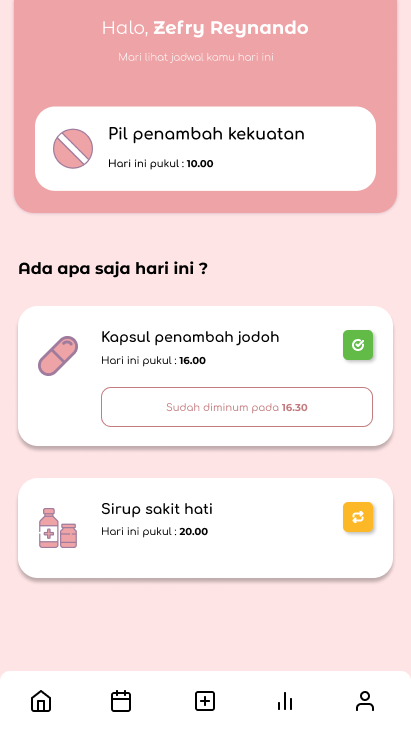 Halo, Zefry Reynando
Mari lihat jadwal kamu hari ini
Pil penambah kekuatan
Hari ini pukul : 10.00
Ada apa saja hari ini ?
Kapsul penambah jodoh
Hari ini pukul : 16.00
Sudah diminum pada 16.30
Sirup sakit hati
Hari ini pukul : 20.00